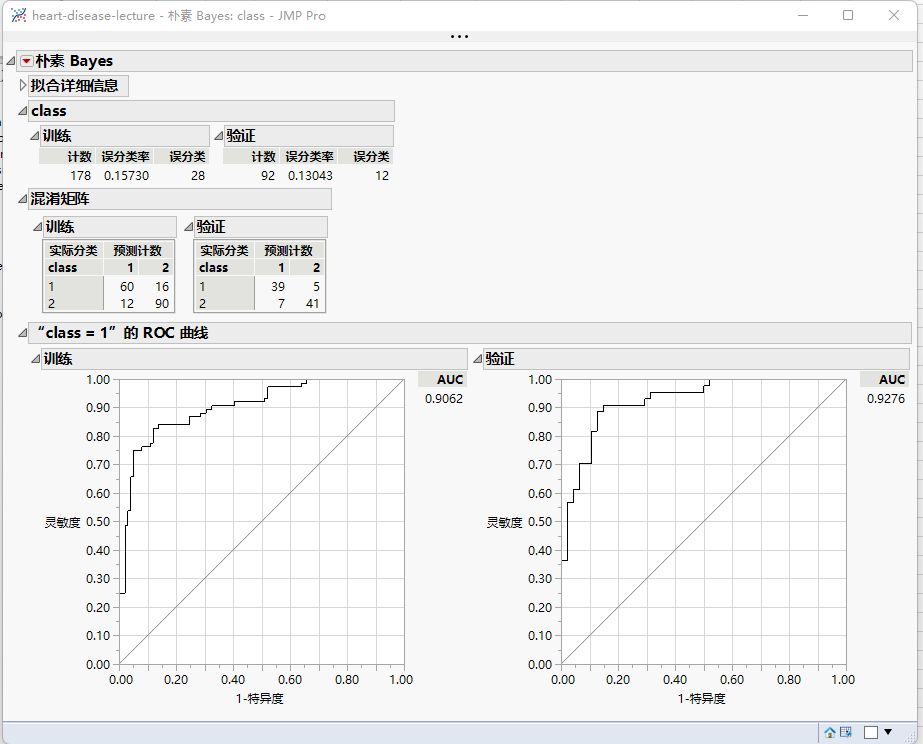 heart-disease-lecture - 朴素 Bayes: class - JMP Pro
朴素 Bayes
拟合详细信息
class
训练 验证
计数 误分类率 误分类 计数 误分类率 误分类
178 0.15730 28 92 0.13043 12
混淆矩阵
训练 验证
实际分类 预测计数 实际分类 预测计数
class 1 2 class 1 2
1 60 16 1 39 5
2 12 90 2 7 41
“class = 1”的 ROC 曲线
训练 验证
1.00 AUC 1.00 AUC
0.90 0.9062 0.90 0.9276
0.80 0.80
0.70 0.70
0.60 0.60
灵敏度 0.50 灵敏度 0.50
0.40 0.40
0.30 0.30
0.20 0.20
0.10 0.10
0.00 0.00
0.00 0.20 0.40 0.60 0.80 1.00 0.00 0.20 0.40 0.60 0.80 1.00
1-特异度 1-特异度